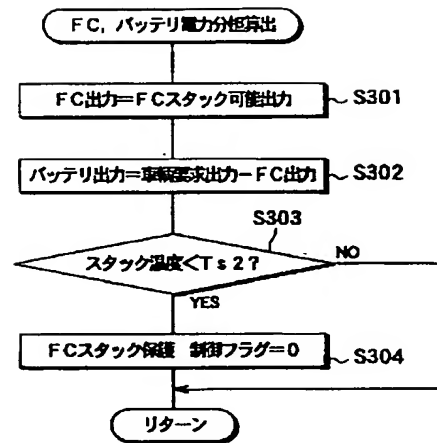 FC，バッテリ電力分担算出
FC出力=FCスタック可能出力
S301
バッテリ出力=車輌要求出力-FC出力
S302
S303
スタック温度<Ts2?
NO
YES
FCスタック保護 制御フラグ=0
S304
リターン